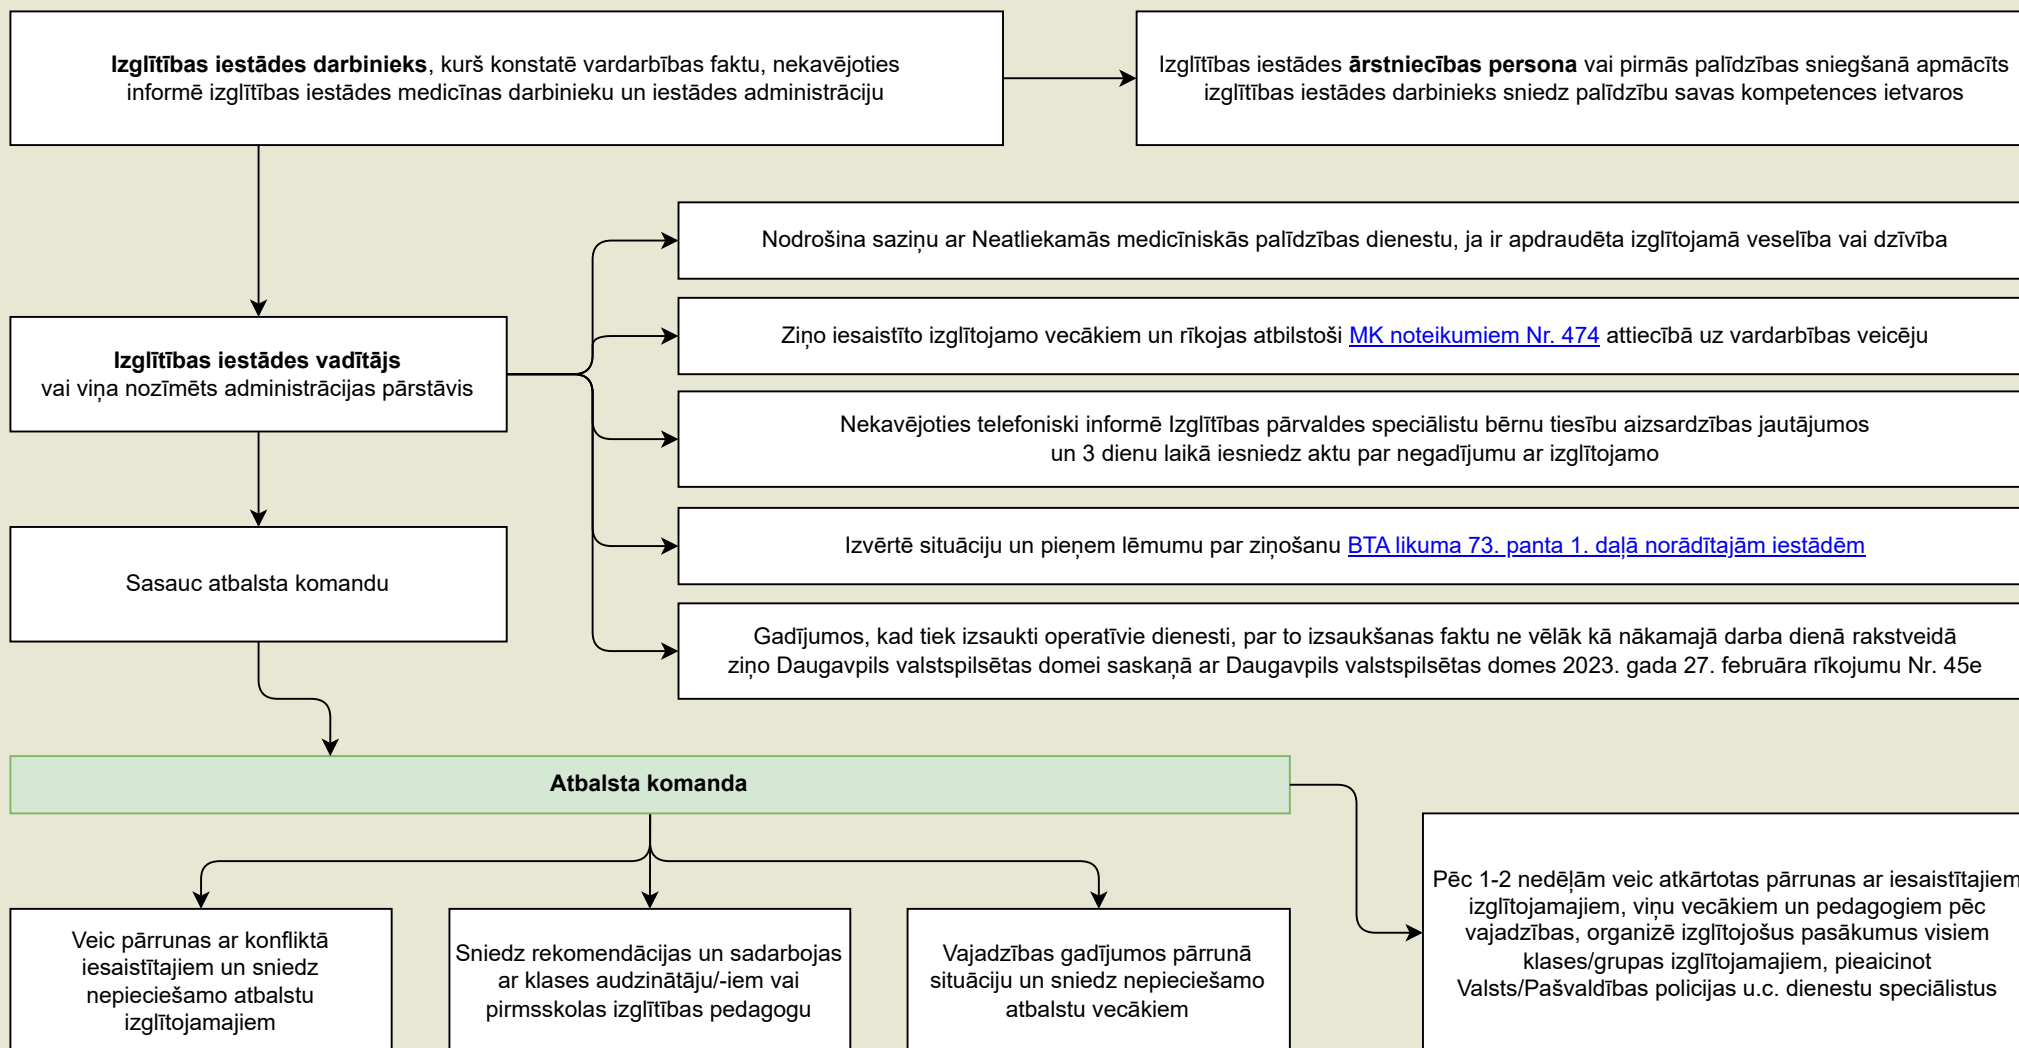 Izglītības iestādes darbinieks, kurš konstatē vardarbības faktu, nekavējoties
informē izglītības iestādes medicīnas darbinieku un iestādes administrāciju
Izglītības iestādes ārstniecības persona vai pirmās palīdzības sniegšanā apmācīts
izglītības iestādes darbinieks sniedz palīdzību savas kompetences ietvaros
Nodrošina saziņu ar Neatliekamās medicīniskās palīdzības dienestu, ja ir apdraudēta izglītojamā veselība vai dzīvība
Ziņo iesaistīto izglītojamo vecākiem un rīkojas atbilstoši MK noteikumiem Nr. 474 attiecībā uz vardarbības veicēju
Izglītības iestādes vadītājs
vai viņa nozīmēts administrācijas pārstāvis
Nekavējoties telefoniski informē Izglītības pārvaldes speciālistu bērnu tiesību aizsardzības jautājumos
un 3 dienu laikā iesniedz aktu par negadījumu ar izglītojamo
Izvērtē situāciju un pieņem lēmumu par ziņošanu BTA likuma 73. panta 1. daļā norādītajām iestādēm
Sasauc atbalsta komandu
Gadījumos, kad tiek izsaukti operatīvie dienesti, par to izsaukšanas faktu ne vēlāk kā nākamajā darba dienā rakstveidā
ziņo Daugavpils valstspilsētas domei saskaņā ar Daugavpils valstspilsētas domes 2023. gada 27. februāra rīkojumu Nr. 45e
Atbalsta komanda
Veic pārrunas ar konfliktā
iesaistītajiem un sniedz
nepieciešamo atbalstu
izglītojamajiem
Sniedz rekomendācijas un sadarbojas
ar klases audzinātāju/-iem vai
pirmsskolas izglītības pedagogu
Vajadzības gadījumos pārrunā
situāciju un sniedz nepieciešamo
atbalstu vecākiem
Pēc 1-2 nedēļām veic atkārtotas pārrunas ar iesaistītajiem
izglītojamajiem, viņu vecākiem un pedagogiem pēc
vajadzības, organizē izglītojošus pasākumus visiem
klases/grupas izglītojamajiem, pieaicinot
Valsts/Pašvaldības policijas u.c. dienestu speciālistus